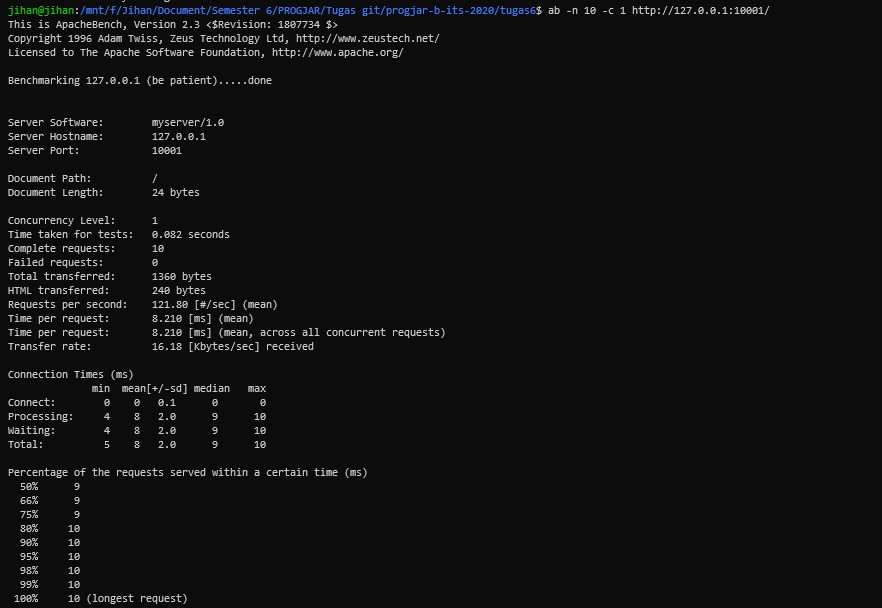 jihan@jihan:/mnt/f/Jihan/Document/Semester 6/PROGJAR/Tugas git/progjar-b-its-2020/tugas6$ ab -n 10 -c 1 http://127.0.0.1:10001/
This is ApacheBench, Version 2.3 <$Revision: 1807734 $>
Copyright 1996 Adam Twiss, Zeus Technology Ltd, http://www.zeustech.net/
Licensed to The Apache Software Foundation, http://www.apache.org/
Benchmarking 127.0.0.1 (be patient).....done
Server Software:        myserver/1.0
Server Hostname:        127.0.0.1
Server Port:            10001
Document Path:          /
Document Length:        24 bytes
Concurrency Level:      1
Time taken for tests:   0.082 seconds
Complete requests:      10
Failed requests:        0
Total transferred:      1360 bytes
HTML transferred:       240 bytes
Requests per second:    121.80 [#/sec] (mean)
Time per request:       8.210 [ms] (mean)
Time per request:       8.210 [ms] (mean, across all concurrent requests)
Transfer rate:          16.18 [Kbytes/sec] received
Connection Times (ms)
              min  mean[+/-sd] median   max
Connect:        0    0   0.1      0       0
Processing:     4    8   2.0      9      10
Waiting:        4    8   2.0      9      10
Total:          5    8   2.0      9      10
Percentage of the requests served within a certain time (ms)
  50%      9
  66%      9
  75%      9
  80%     10
  90%     10
  95%     10
  98%     10
  99%     10
 100%     10 (longest request)